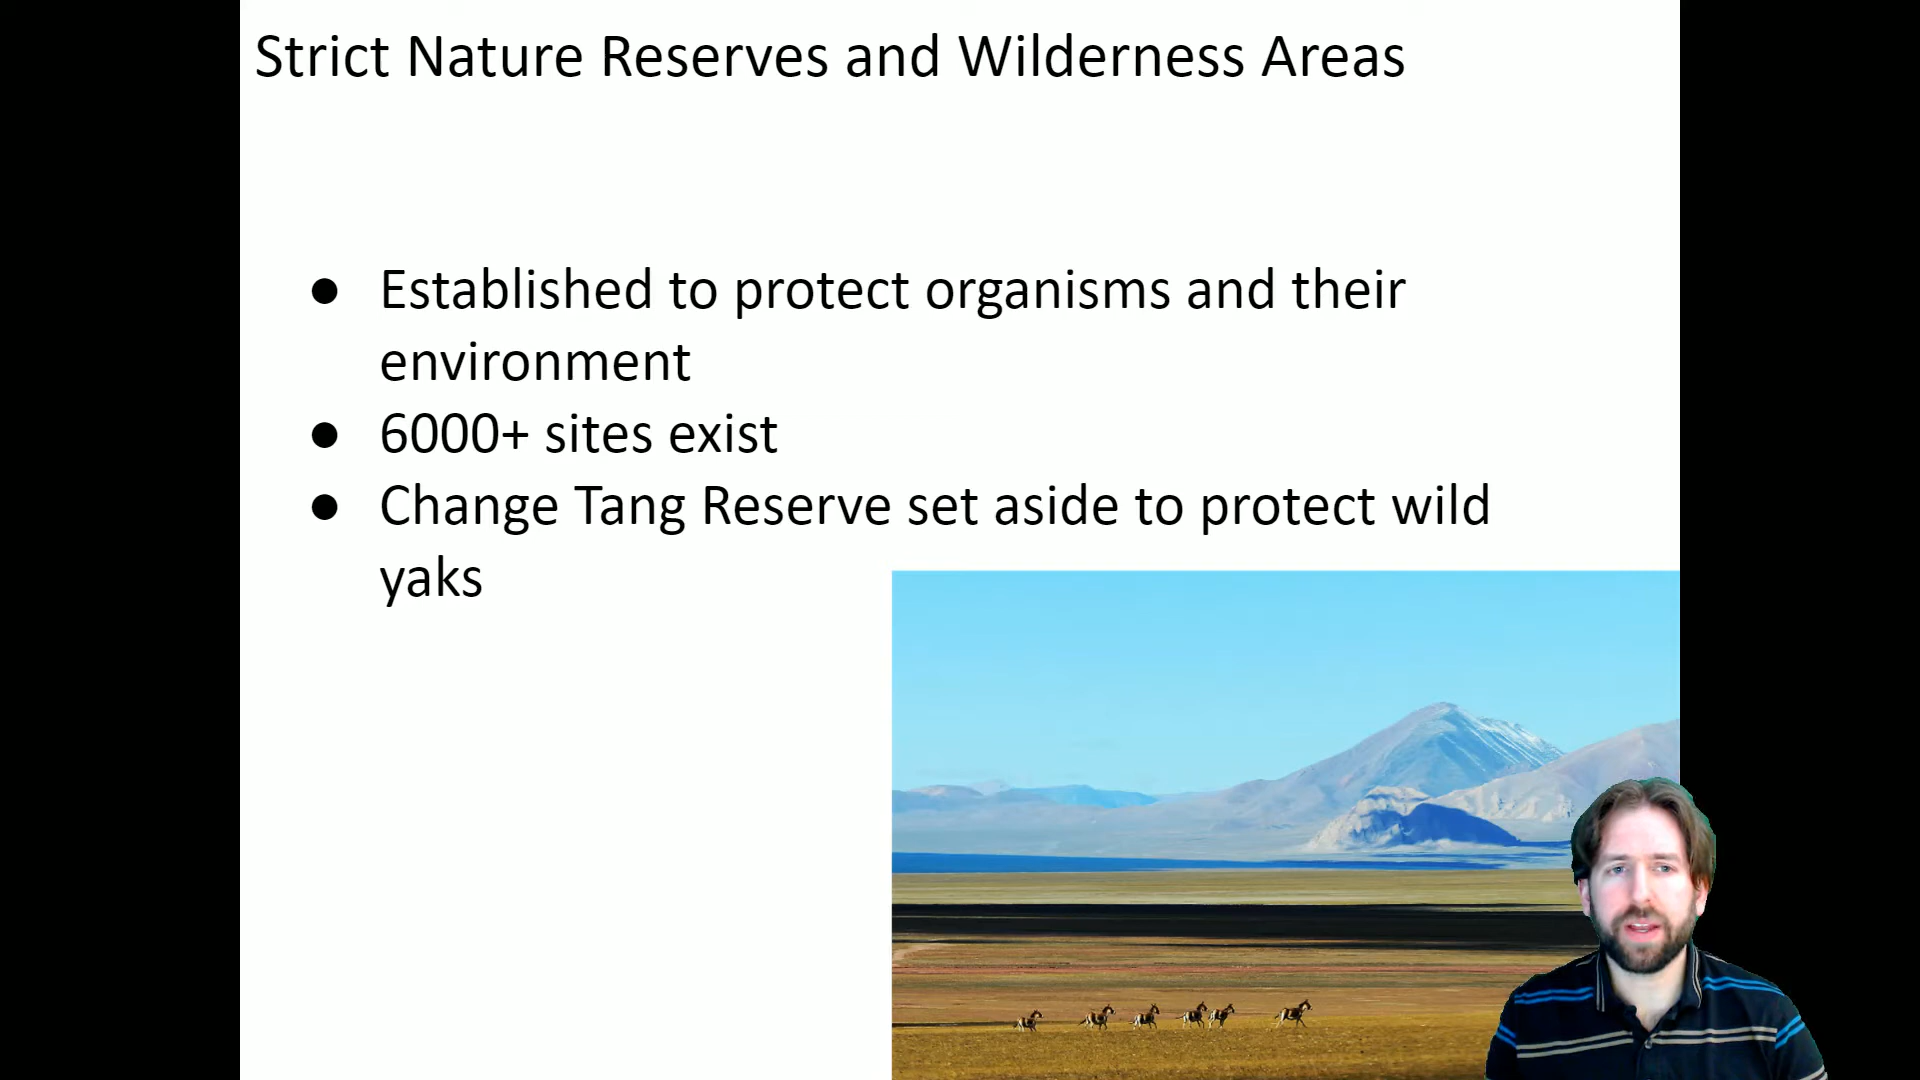 Strict Nature Reserves and Wilderness Areas
● Established to protect organisms and their
environment
● 6000+ sites exist
● Change Tang Reserve set aside to protect wild
yaks